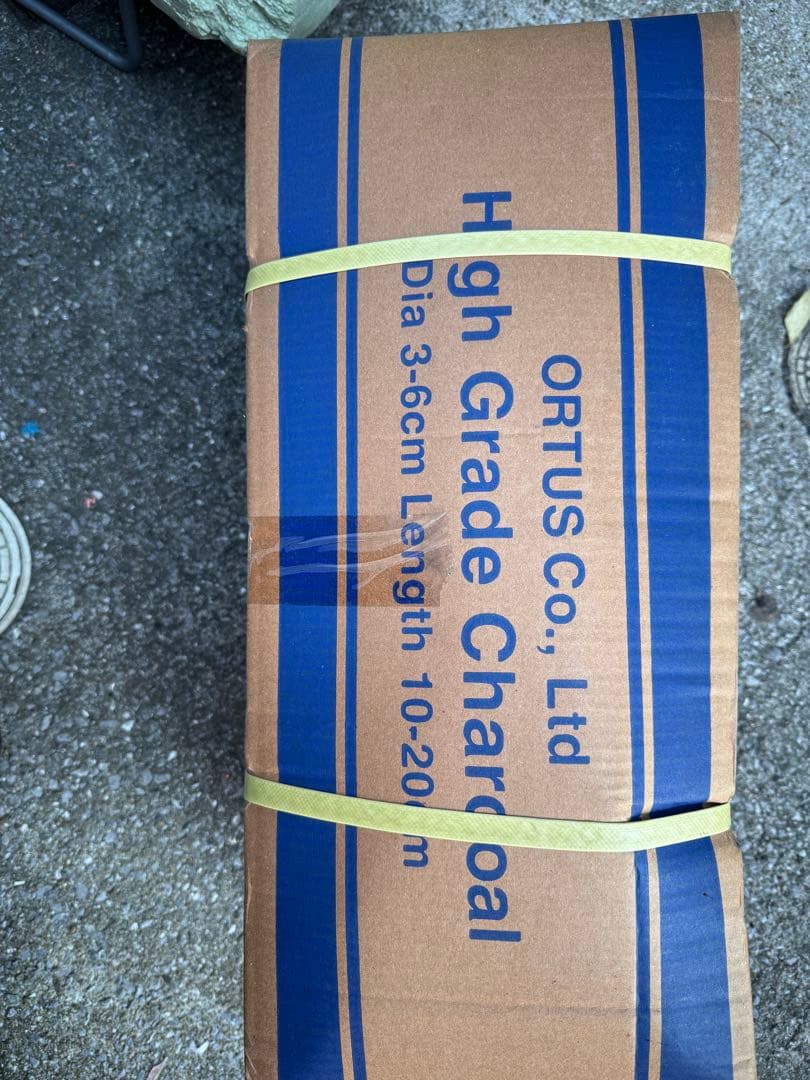 ORTUS Co., Ltd
High Grade Charcoal
Dia 3-6cm Length 10-20cm